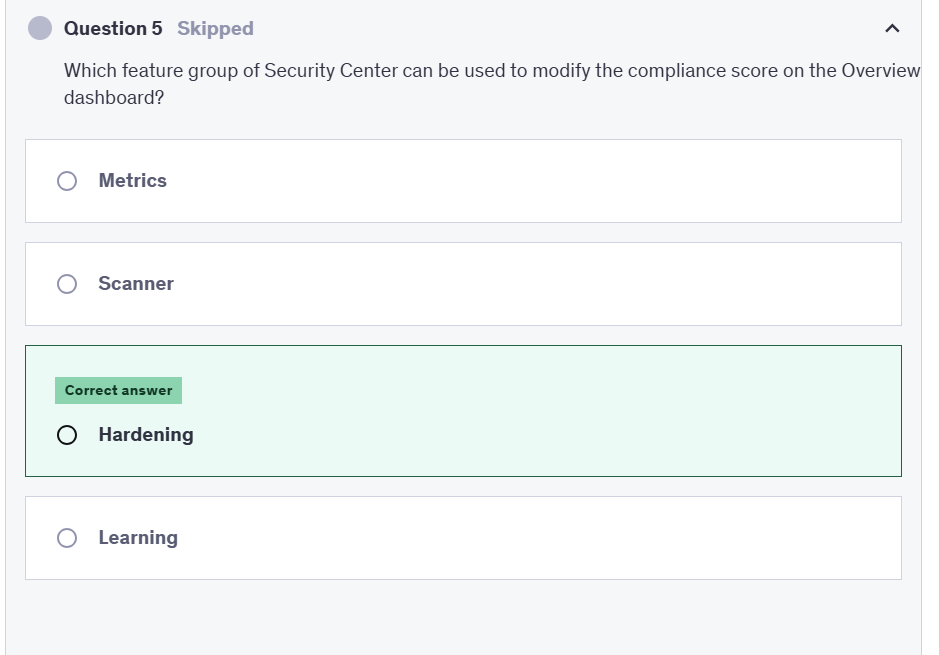 Question 5 Skipped
Which feature group of Security Center can be used to modify the compliance score on the Overview
dashboard?
Metrics
Scanner
Correct answer
Hardening
Learning